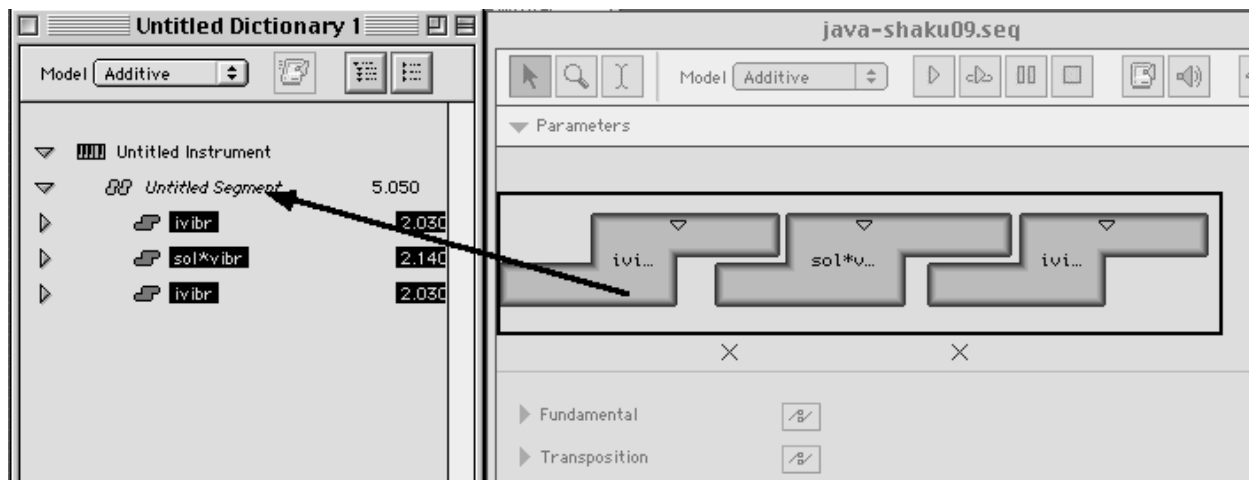 Untitled Dictionary 1
Model Additive
Untitled Instrument
Untitled Segment 5.050
ivibr 2.030
sol*vibr 2.140
ivibr 2.030
java-shaku09.seq
Model Additive
Parameters
ivi… sol*v… ivi…
Fundamental
Transposition